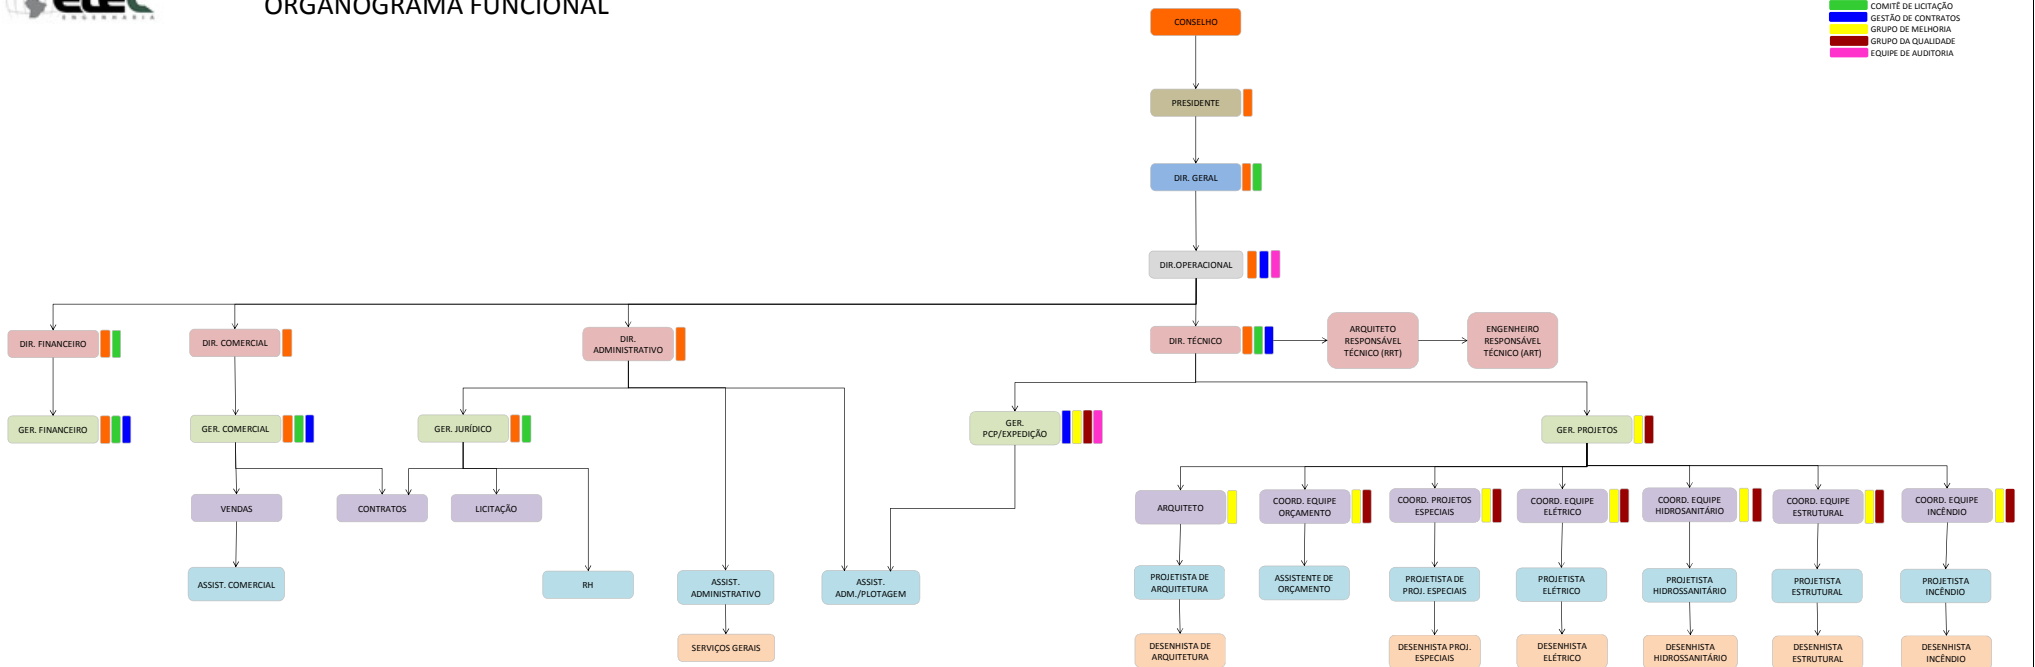 ENGENHARIA
ORGANOGRAMA FUNCIONAL
COMITÊ DE LICITAÇÃO
GESTÃO DE CONTRATOS
GRUPO DE MELHORIA
GRUPO DA QUALIDADE
EQUIPE DE AUDITORIA
CONSELHO
PRESIDENTE
DIR. GERAL
DIR.OPERACIONAL
DIR. FINANCEIRO
DIR. COMERCIAL
DIR.
ADMINISTRATIVO
DIR. TÉCNICO
ARQUITETO
RESPONSÁVEL
TÉCNICO (RRT)
ENGENHEIRO
RESPONSÁVEL
TÉCNICO (ART)
GER. FINANCEIRO
GER. COMERCIAL
GER. JURÍDICO
GER.
PCP/EXPEDIÇÃO
GER. PROJETOS
VENDAS
CONTRATOS
LICITAÇÃO
ARQUITETO
COORD. EQUIPE
ORÇAMENTO
COORD. PROJETOS
ESPECIAIS
COORD. EQUIPE
ELÉTRICO
COORD. EQUIPE
HIDROSANITÁRIO
COORD. EQUIPE
ESTRUTURAL
COORD. EQUIPE
INCÊNDIO
ASSIST. COMERCIAL
RH
ASSIST.
ADMINISTRATIVO
ASSIST.
ADM./PLOTAGEM
PROJETISTA DE
ARQUITETURA
ASSISTENTE DE
ORÇAMENTO
PROJETISTA DE
PROJ. ESPECIAIS
PROJETISTA
ELÉTRICO
PROJETISTA
HIDROSSANITÁRIO
PROJETISTA
ESTRUTURAL
PROJETISTA
INCÊNDIO
SERVIÇOS GERAIS
DESENHISTA DE
ARQUITETURA
DESENHISTA PROJ.
ESPECIAIS
DESENHISTA
ELÉTRICO
DESENHISTA
HIDROSSANITÁRIO
DESENHISTA
ESTRUTURAL
DESENHISTA
INCÊNDIO